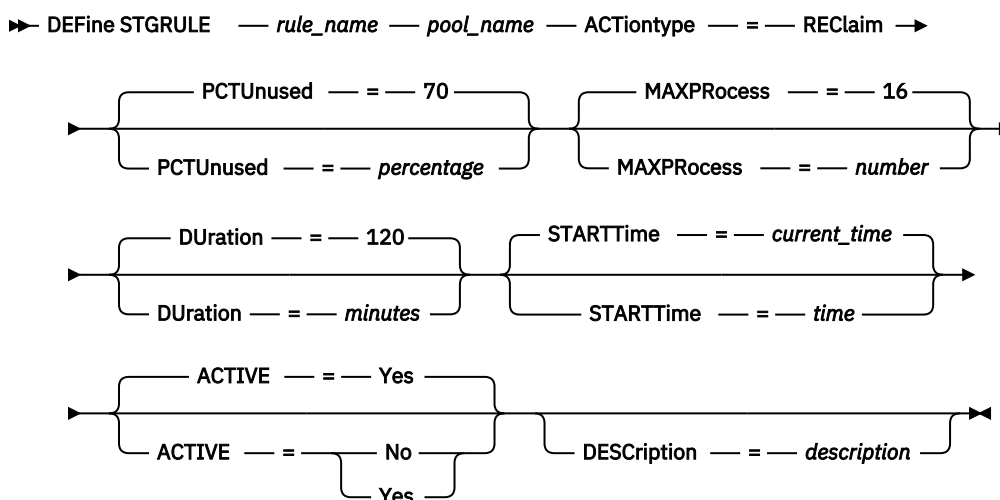 DEFine STGRULE rule_name pool_name ACTiontype = REClaim
PCTUnused = 70 MAXPRocess = 16
PCTUnused = percentage MAXPRocess = number
DUration = 120 STARTTime = current_time
DUration = minutes STARTTime = time
ACTIVE = Yes
ACTIVE = No DESCription = description
Yes